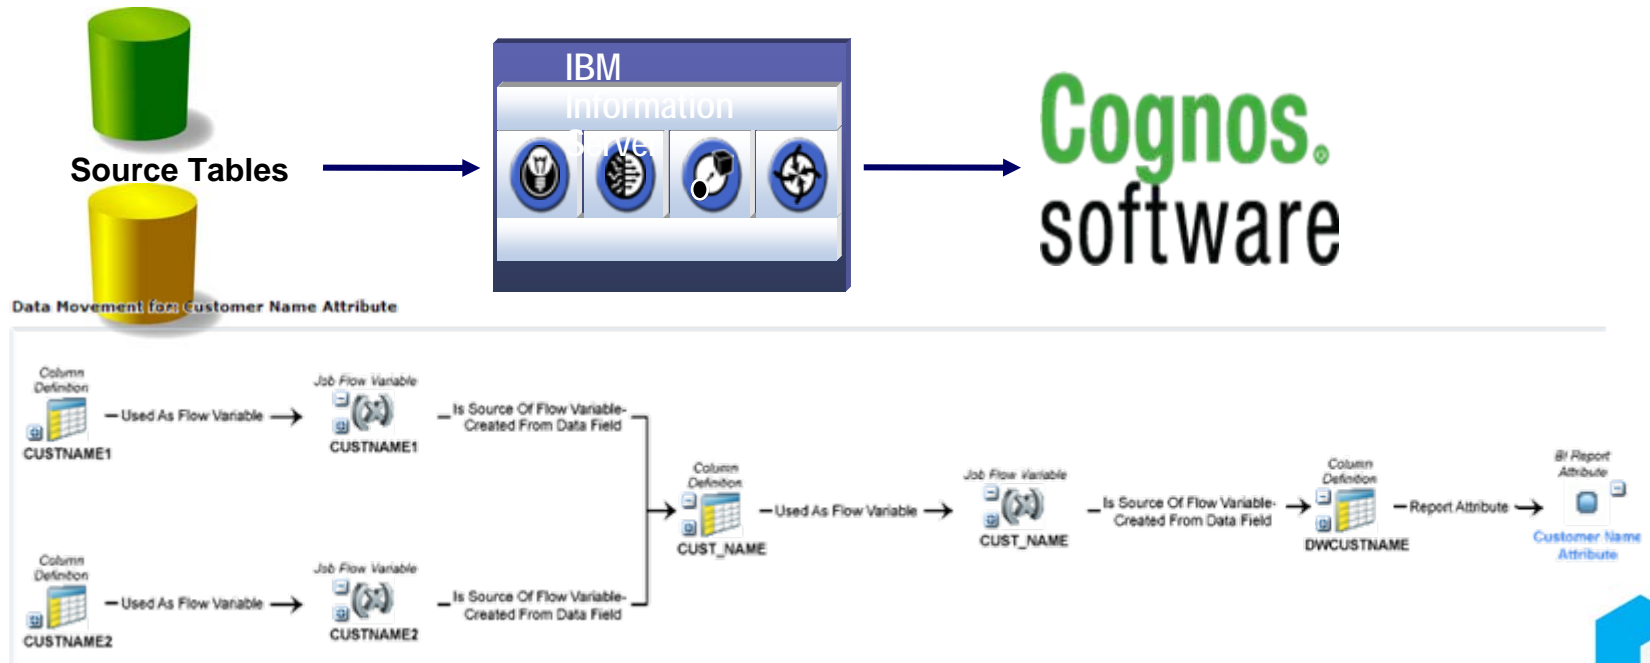 Source Tables
IBM
Information
Server
Cognos.®
software
Data Movement for: Customer Name Attribute
Column
Definition
CUSTNAME1
Used As Flow Variable
Job Flow Variable
CUSTNAME1
Is Source Of Flow Variable-
Created From Data Field
Column
Definition
CUSTNAME2
Used As Flow Variable
Job Flow Variable
CUSTNAME2
Is Source Of Flow Variable-
Created From Data Field
Column
Definition
CUST_NAME
Used As Flow Variable
Job Flow Variable
CUST_NAME
Is Source Of Flow Variable-
Created From Data Field
Column
Definition
DWCUSTNAME
Report Attribute
BI Report
Attribute
Customer Name
Attribute